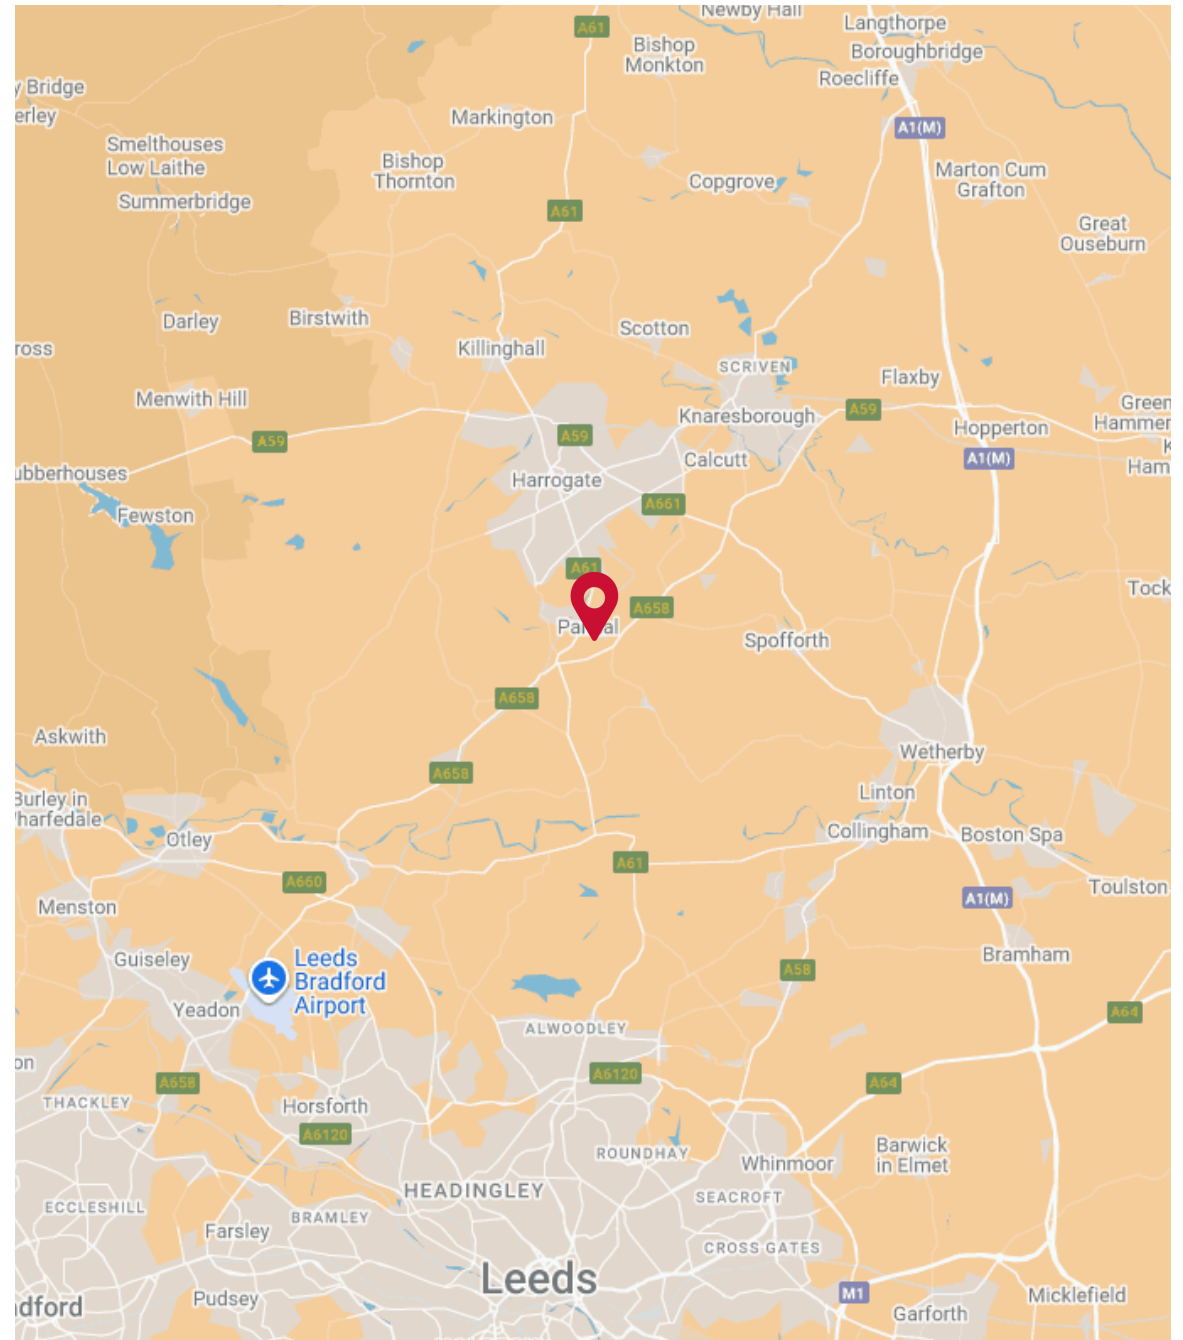 A61
Newby Hall
Langthorpe
Bishop
Monkton
Boroughbridge
Roecliffe
y Bridge
erley
Markington
A1(M)
Smelthouses
Low Laithe
Bishop
Thornton
Marton Cum
Grafton
Copgrove
Summerbridge
A61
Great
Ouseburn
Darley
Birstwith
Scotton
ross
Killinghall
SCRIVEN
Flaxby
Menwith Hill
Green
Hammer
Knaresborough
A59
Hopperton
A59
A59
K
Ham
A1(M)
Calcutt
ubberhouses
Harrogate
A661
Fewston
A61
Tock
A658
Spofforth
A658
Askwith
Wetherby
A658
Burley in
harfedale
Linton
Collingham
Boston Spa
Otley
A61
A660
Toulston
Menston
A1(M)
Guiseley
Leeds
Bradford
Airport
Bramham
A58
Yeadon
A64
ALWOODLEY
on
A6120
A658
A64
THACKLEY
Horsforth
A6120
ROUNDHAY
Whinmoor
Barwick
in Elmet
HEADINGLEY
SEACROFT
ECCLESHILL
BRAMLEY
Farsley
CROSS GATES
Leeds
M1
Micklefield
dford
Pudsey
Garforth